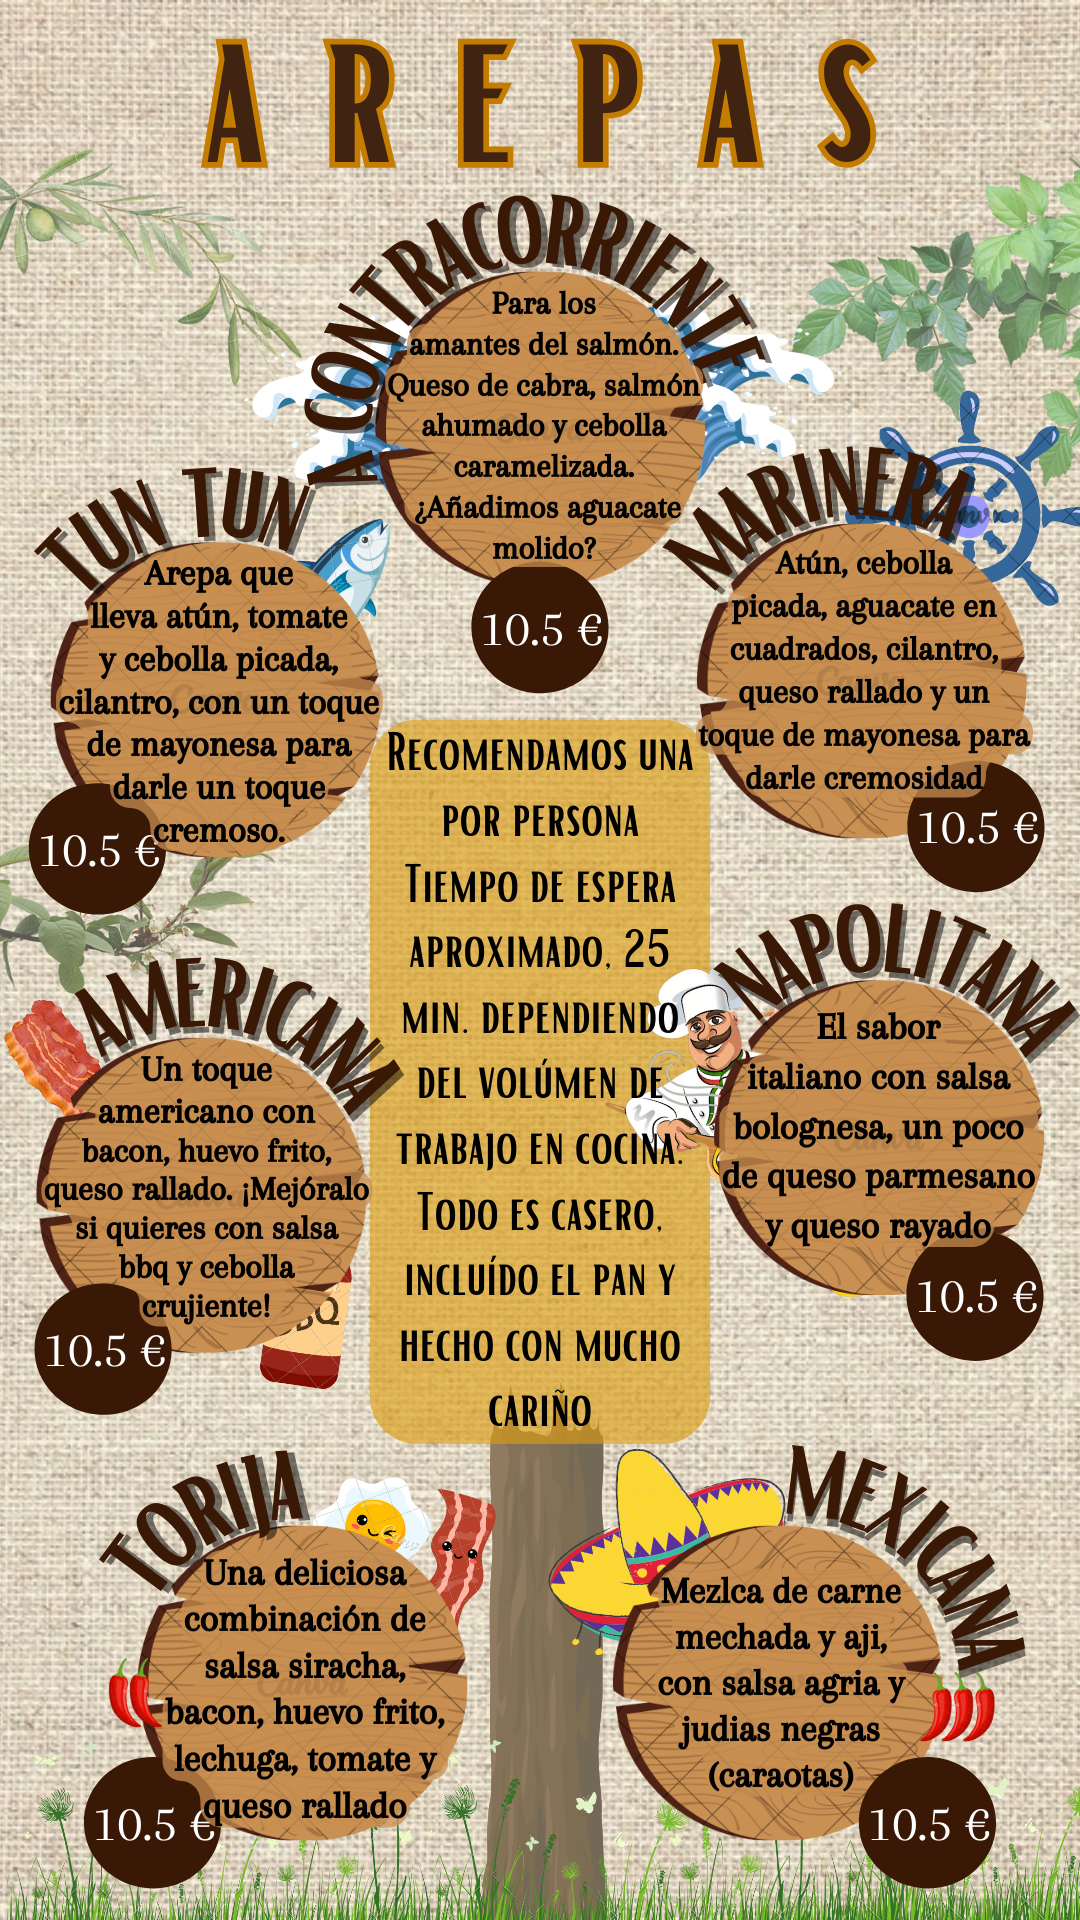 AREPAS
A CONTRACORRIENTE
Para los
amantes del salmón.
Queso de cabra, salmón
ahumado y cebolla
caramelizada.
¿Añadimos aguacate
molido?
10.5 €
TUN TUN
Arepa que
lleva atún, tomate
y cebolla picada,
cilantro, con un toque
de mayonesa para
darle un toque
cremoso.
10.5 €
MARINERA
Atún, cebolla
picada, aguacate en
cuadrados, cilantro,
queso rallado y un
toque de mayonesa para
darle cremosidad
10.5 €
RECOMENDAMOS UNA
POR PERSONA
TIEMPO DE ESPERA
APROXIMADO, 25
MIN. DEPENDIENDO
DEL VOLÚMEN DE
TRABAJO EN COCINA.
TODO ES CASERO,
INCLUÍDO EL PAN Y
HECHO CON MUCHO
CARIÑO
AMERICANA
Un toque
americano con
bacon, huevo frito,
queso rallado. ¡Mejóralo
si quieres con salsa
bbq y cebolla
crujiente!
BBQ
10.5 €
NAPOLITANA
El sabor
italiano con salsa
bolognesa, un poco
de queso parmesano
y queso rayado
10.5 €
TORIJA
Una deliciosa
combinación de
salsa siracha,
bacon, huevo frito,
lechuga, tomate y
queso rallado
10.5 €
MEXICANA
Mezlca de carne
mechada y aji,
con salsa agria y
judias negras
(caraotas)
10.5 €